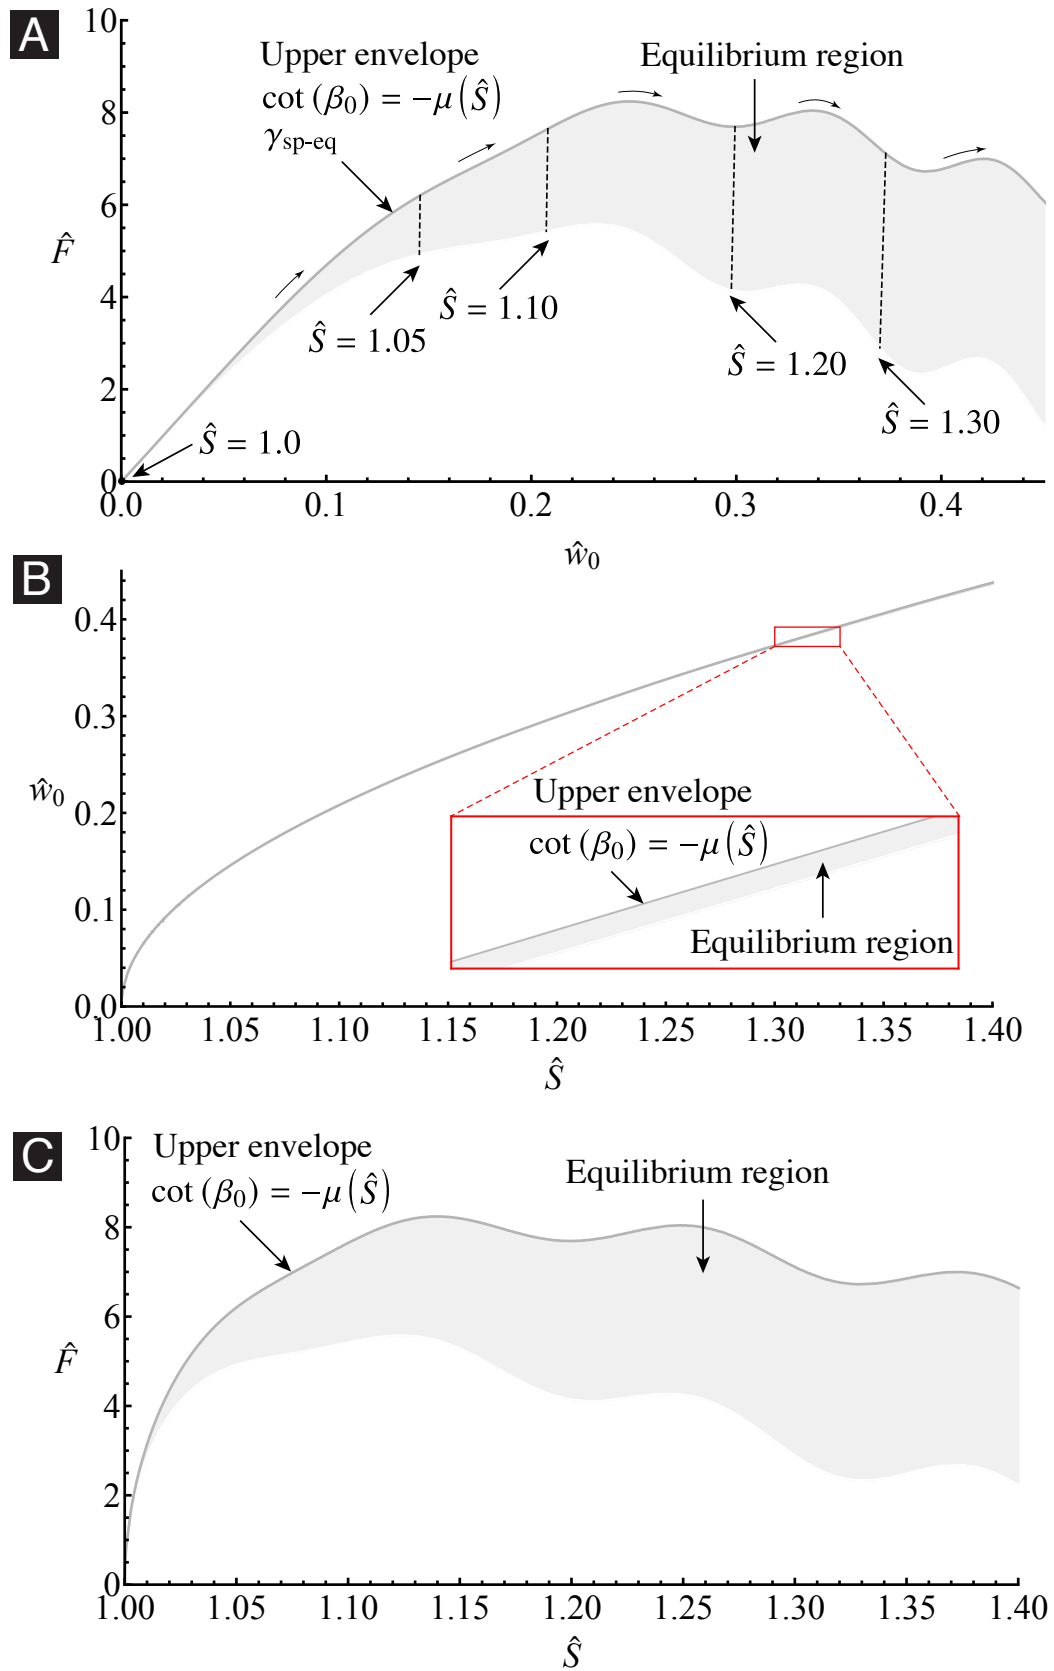 A
Upper envelope
cot (β₀) = −μ(Ŝ)
γsp-eq
Equilibrium region
10
8
6
4
2
0
F̂
Ŝ = 1.0
Ŝ = 1.05
Ŝ = 1.10
Ŝ = 1.20
Ŝ = 1.30
0.0 0.1 0.2 0.3 0.4
ŵ₀
B
0.4
0.3
0.2
0.1
0.0
ŵ₀
Upper envelope
cot (β₀) = −μ(Ŝ)
Equilibrium region
1.00 1.05 1.10 1.15 1.20 1.25 1.30 1.35 1.40
Ŝ
C
Upper envelope
cot (β₀) = −μ(Ŝ)
Equilibrium region
10
8
6
4
2
0
F̂
1.00 1.05 1.10 1.15 1.20 1.25 1.30 1.35 1.40
Ŝ